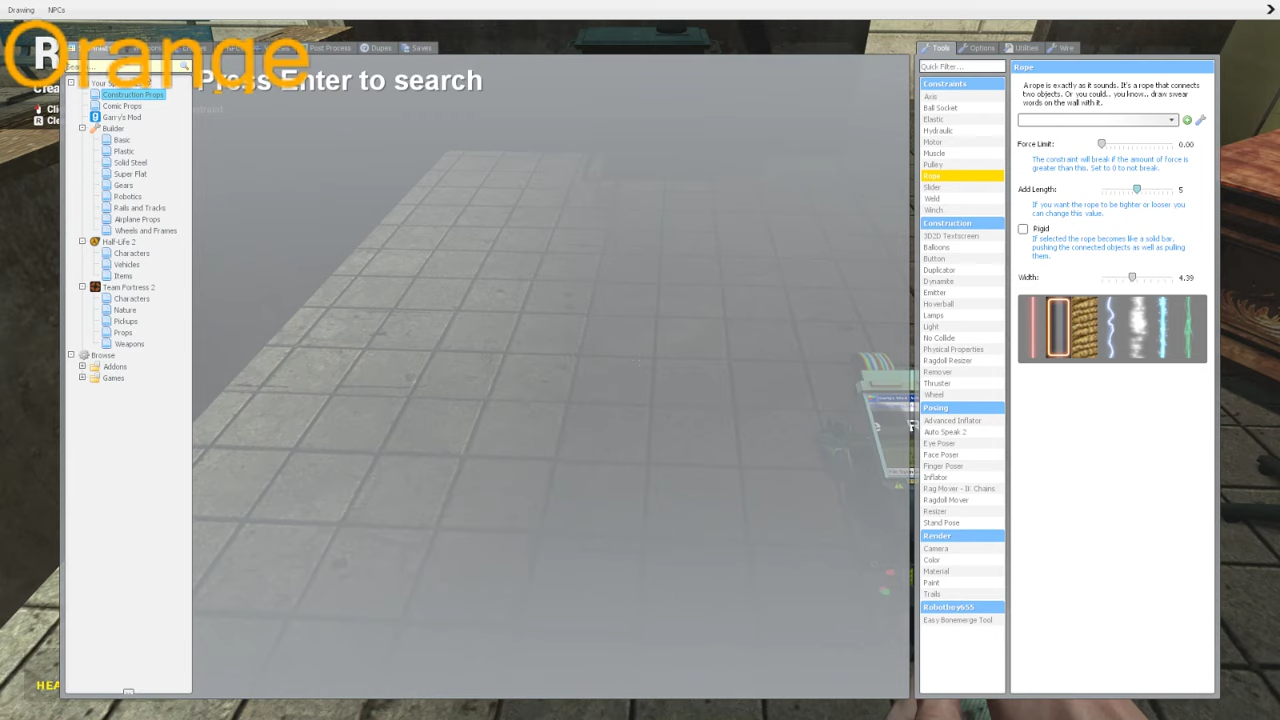 Drawing NPCs
Orange
Post Process Dupes Saves
Press Enter to search
Construction Props
Comic Props
Garry's Mod
Builder
Basic
Plastic
Solid Steel
Super Flat
Gears
Robotics
Rails and Tracks
Airplane Props
Wheels and Frames
Half-Life 2
Characters
Vehicles
Items
Team Fortress 2
Characters
Nature
Pickups
Props
Weapons
Browse
Addons
Games
HEA
Tools Options Utilities Wire
Quick Filter...
Constraints
Axis
Ball Socket
Elastic
Hydraulic
Motor
Muscle
Pulley
Rope
Slider
Weld
Winch
Construction
3D2D Textscreen
Balloons
Button
Duplicator
Dynamite
Emitter
Hoverball
Lamps
Light
No Collide
Physical Properties
Ragdoll Resizer
Remover
Thruster
Wheel
Posing
Advanced Inflator
Auto Speak 2
Eye Poser
Face Poser
Finger Poser
Inflator
Rag Mover - IK Chains
Ragdoll Mover
Resizer
Stand Pose
Render
Camera
Color
Material
Paint
Trails
Robotboy655
Easy Bonemerge Tool
Rope
A rope is exactly as it sounds. It's a rope that connects
two objects. Or you could.. you know.. draw swear
words on the wall with it.
Force Limit: 0.00
The constraint will break if the amount of force is
greater than this. Set to 0 to not break.
Add Length: 5
If you want the rope to be tighter or looser you
can change this value.
Rigid
If selected the rope becomes like a solid bar,
pushing the connected objects as well as pulling
them.
Width: 4.39